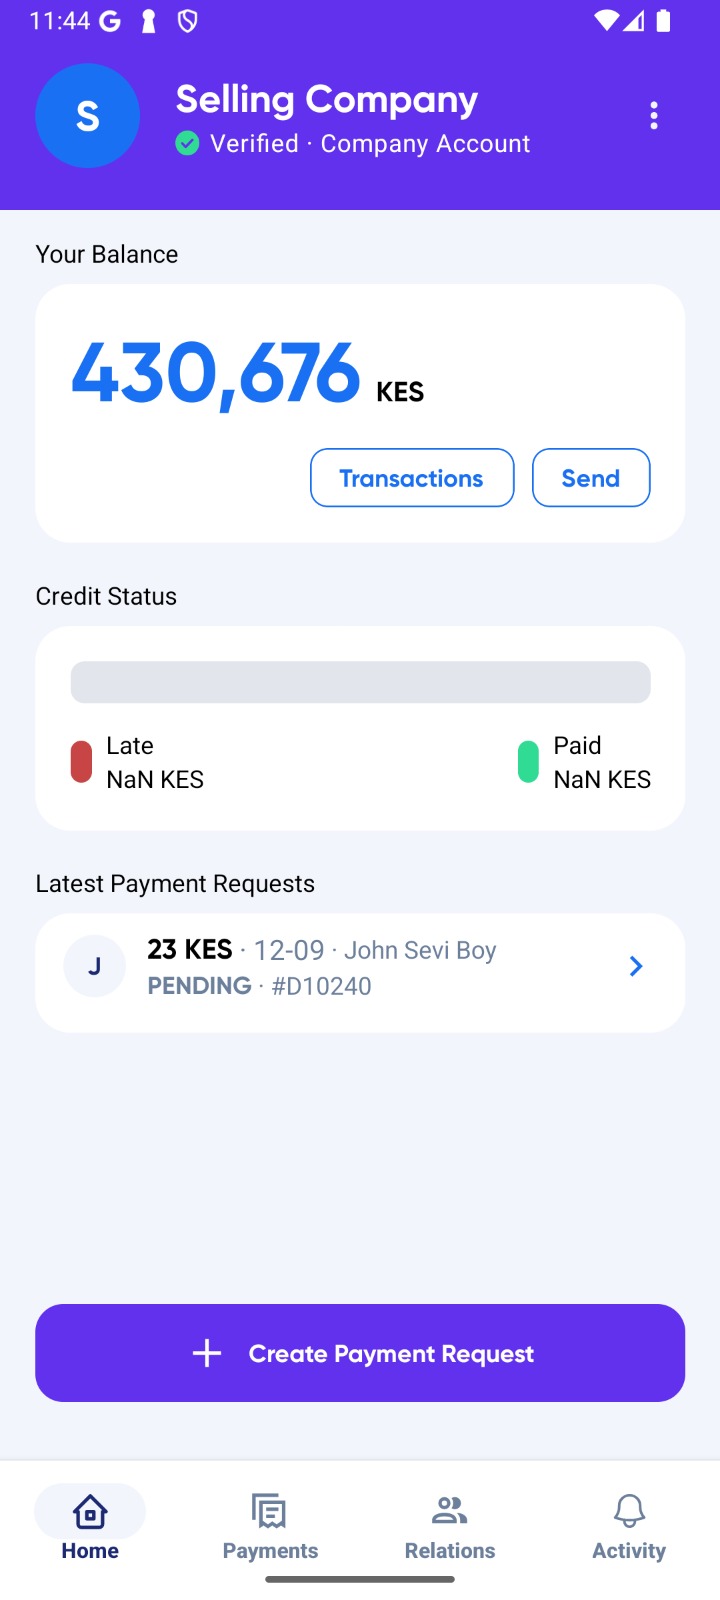 11:44
S
Selling Company
Verified · Company Account
Your Balance
430,676 KES
Transactions
Send
Credit Status
Late
NaN KES
Paid
NaN KES
Latest Payment Requests
J
23 KES · 12-09 · John Sevi Boy
PENDING · #D10240
Create Payment Request
Home
Payments
Relations
Activity